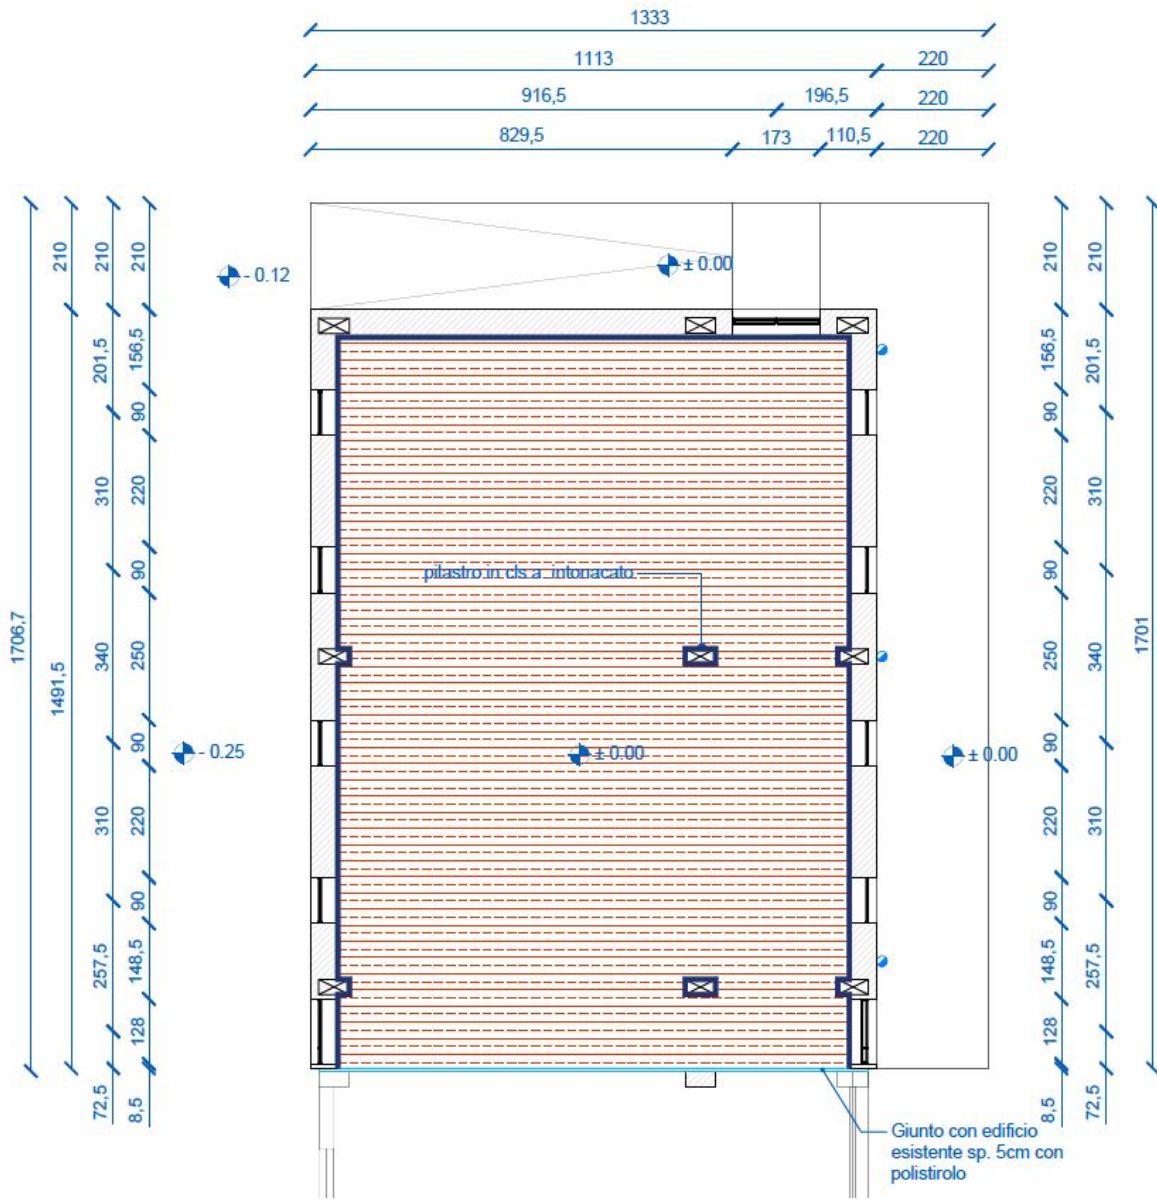 1333
1113 220
916,5 196,5 220
829,5 173 110,5 220
210 210 210 210 210
- 0.12 ± 0.00
201,5 156,5 156,5 201,5
90 90
310 220 220 310
90 90
pilastro in cls a intonacato
1706,7 1491,5 340 250 250 340 1701
- 0.25 ± 0.00 ± 0.00
90 90
310 220 220 310
90 90
257,5 148,5 148,5 257,5
128 128
72,5 8,5 8,5 72,5
Giunto con edificio
esistente sp. 5cm con
polistirolo